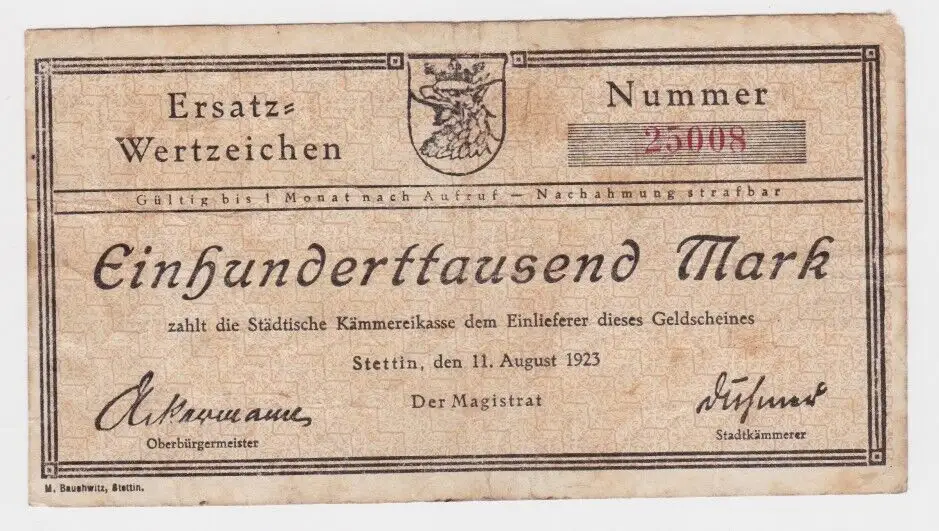 Ersatz=
Wertzeichen
Nummer
25008
Gültig bis 1 Monat nach Aufruf — Nachahmung strafbar
Einhunderttausend Mark
zahlt die Städtische Kämmereikasse dem Einlieferer dieses Geldscheines
Stettin, den 11. August 1923
Der Magistrat
Ackermann
Oberbürgermeister
Stadtkämmerer
M. Bauchwitz, Stettin.